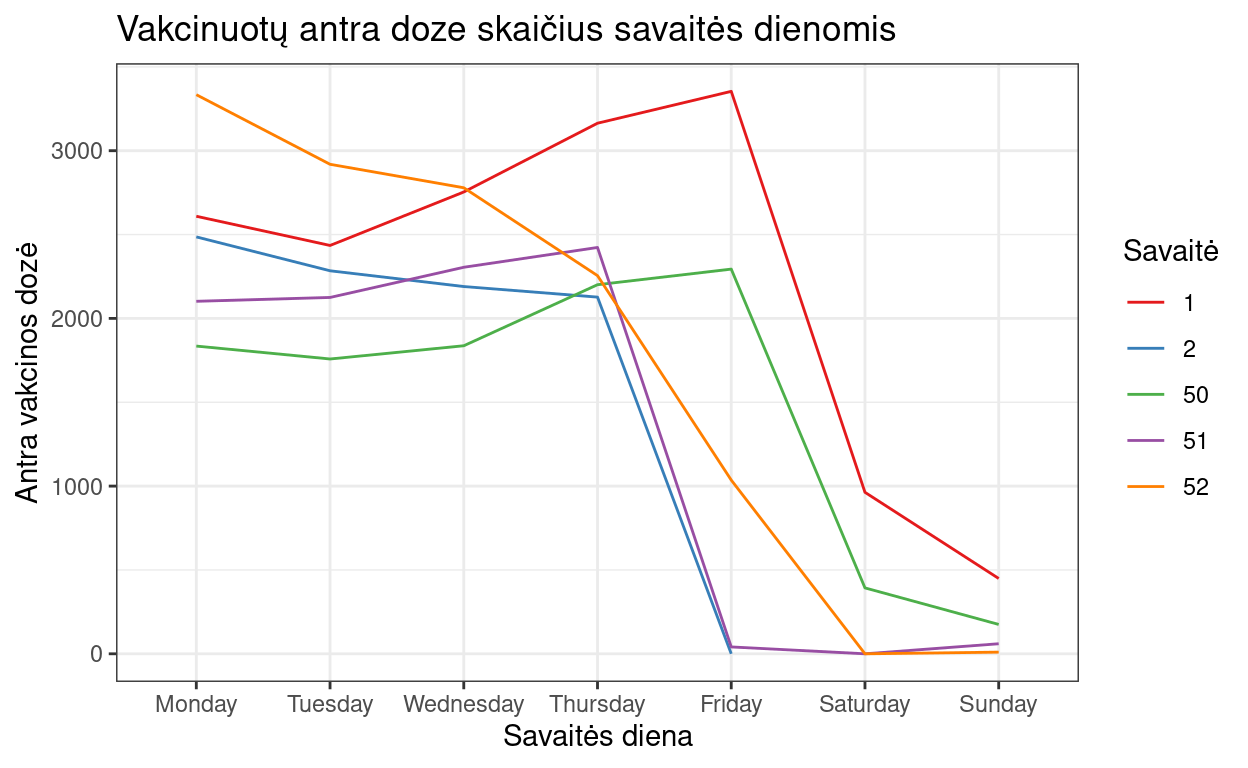 Vakcinuotų antra doze skaičius savaitės dienomis
Antra vakcinos dozė
3000
2000
1000
0
Monday Tuesday Wednesday Thursday Friday Saturday Sunday
Savaitės diena
Savaitė
1
2
50
51
52